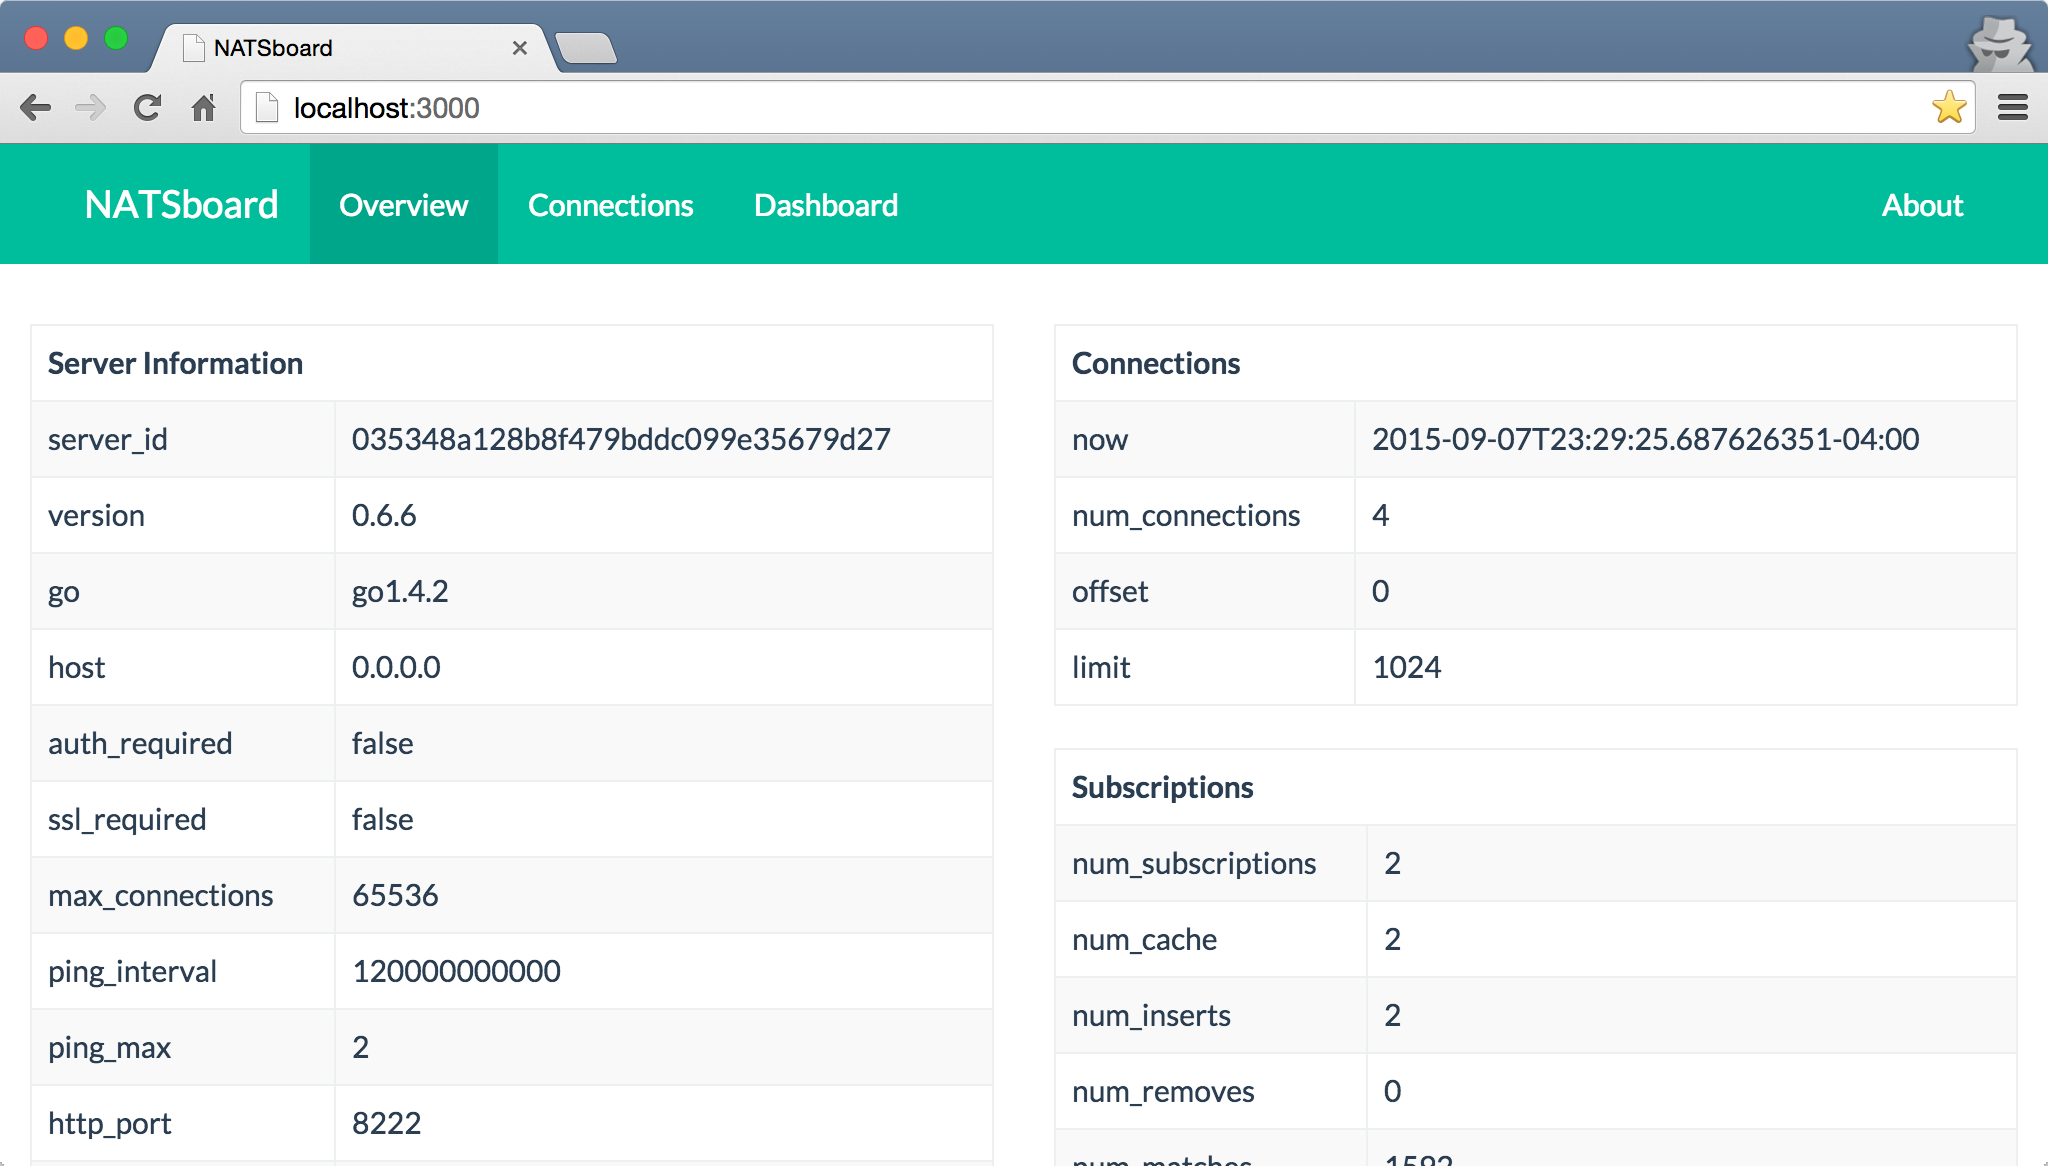 NATSboard
localhost:3000
NATSboard Overview Connections Dashboard About
Server Information
server_id 035348a128b8f479bddc099e35679d27
version 0.6.6
go go1.4.2
host 0.0.0.0
auth_required false
ssl_required false
max_connections 65536
ping_interval 120000000000
ping_max 2
http_port 8222
Connections
now 2015-09-07T23:29:25.687626351-04:00
num_connections 4
offset 0
limit 1024
Subscriptions
num_subscriptions 2
num_cache 2
num_inserts 2
num_removes 0
num_matches 1592